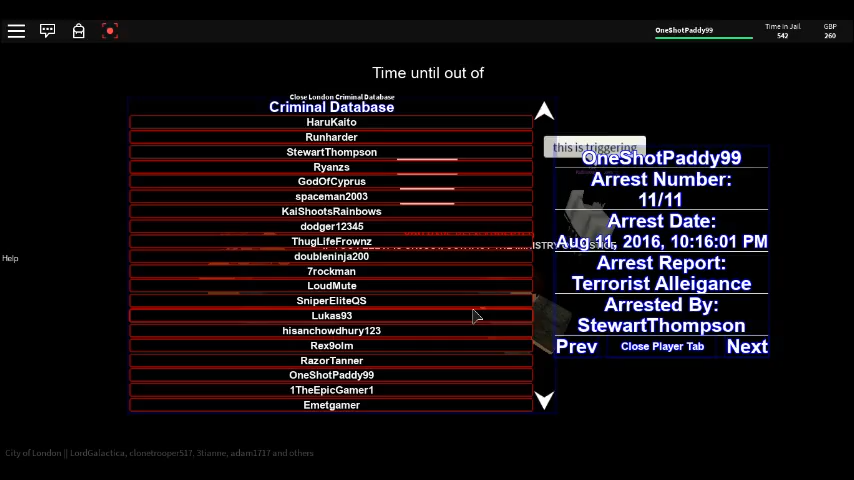 OneShotPaddy99
Time In Jail
542
GBP
260
Time until out of
Close London Criminal Database
Criminal Database
HaruKaito
Runharder
StewartThompson
Ryanzs
GodOfCyprus
spaceman2003
KaiShootsRainbows
dodger12345
ThugLifeFrownz
doubleninja200
7rockman
LoudMute
SniperEliteQS
Lukas93
hisanchowdhury123
Rex9olm
RazorTanner
OneShotPaddy99
1TheEpicGamer1
Emetgamer
this is triggering
OneShotPaddy99
Arrest Number:
11/11
Arrest Date:
Aug 11, 2016, 10:16:01 PM
Arrest Report:
Terrorist Alleigance
Arrested By:
StewartThompson
Prev
Close Player Tab
Next
Help
City of London || LordGalactica, clonetrooper517, 3tianne, adam1717 and others